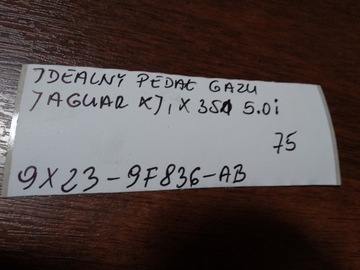 IDEALNY PEDAŁ GAZU
JAGUAR XJ, X351 5.0i
75
9X23-9F836-AB